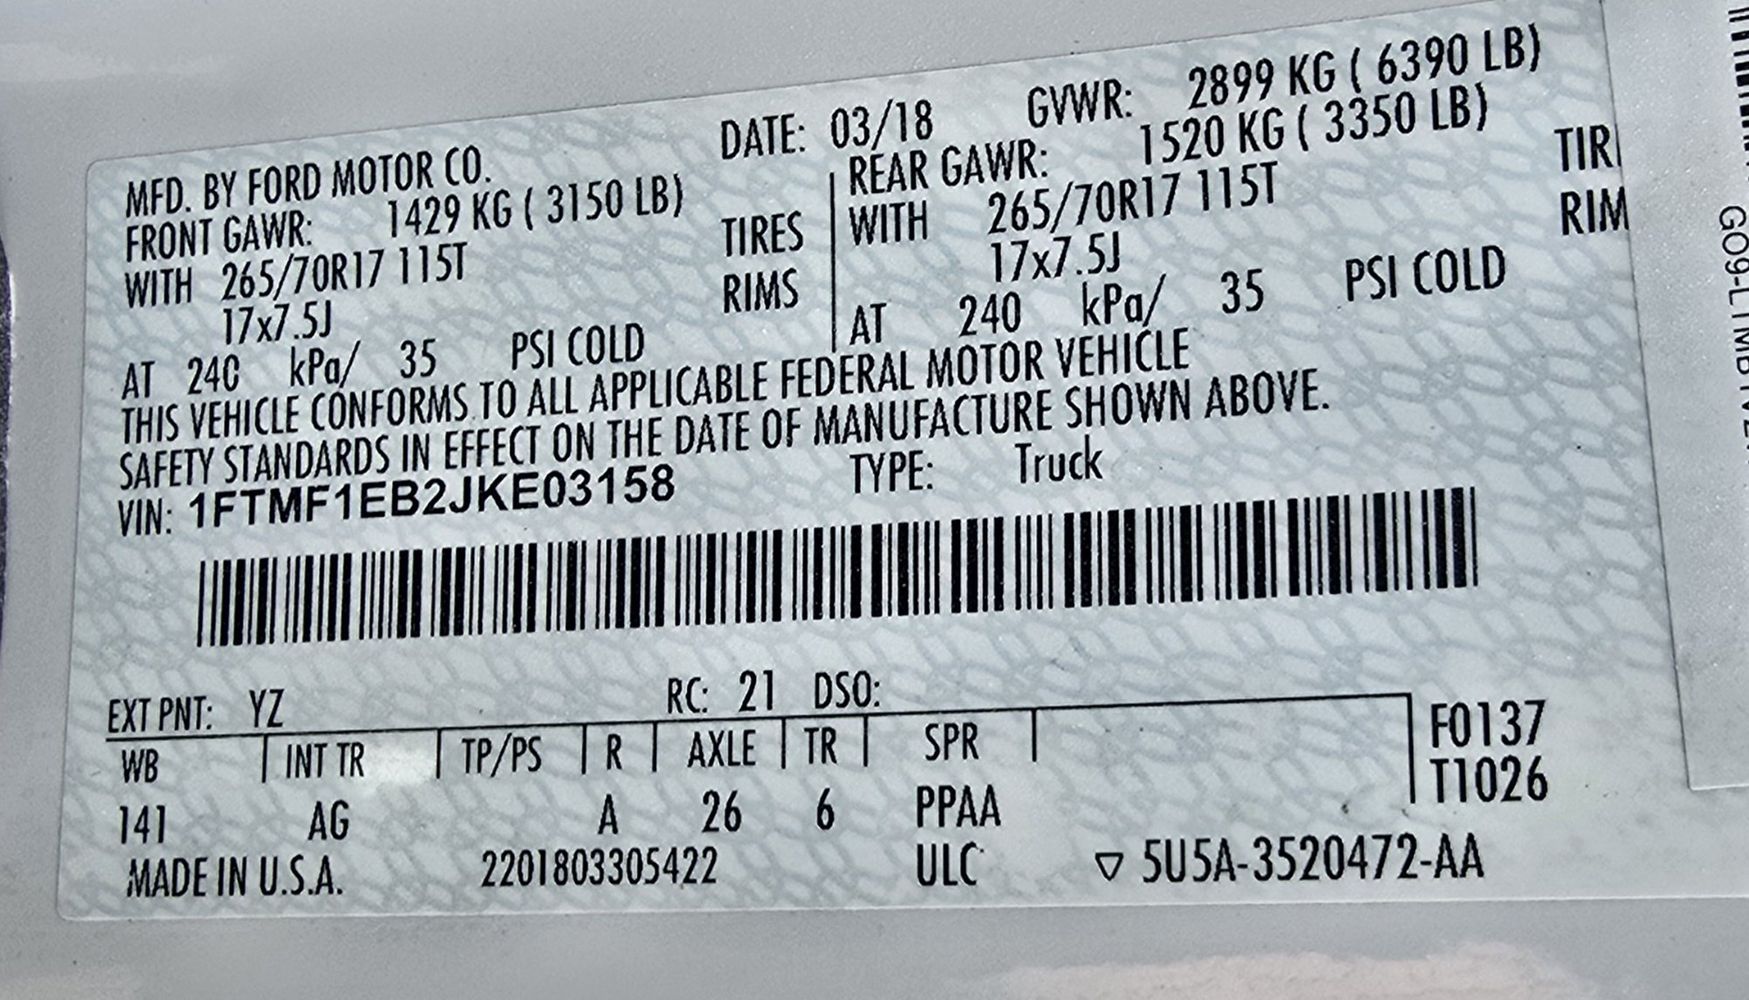 MFD. BY FORD MOTOR CO. DATE: 03/18 GVWR: 2899 KG ( 6390 LB)
FRONT GAWR: 1429 KG ( 3150 LB) REAR GAWR: 1520 KG ( 3350 LB)
WITH 265/70R17 115T TIRES WITH 265/70R17 115T TIR
17x7.5J RIMS 17x7.5J RIM
AT 240 kPa/ 35 PSI COLD AT 240 kPa/ 35 PSI COLD
THIS VEHICLE CONFORMS TO ALL APPLICABLE FEDERAL MOTOR VEHICLE
SAFETY STANDARDS IN EFFECT ON THE DATE OF MANUFACTURE SHOWN ABOVE.
VIN: 1FTMF1EB2JKE03158 TYPE: Truck
EXT PNT: YZ RC: 21 DSO:
WB INT TR TP/PS R AXLE TR SPR F0137
141 AG A 26 6 PPAA T1026
MADE IN U.S.A. 2201803305422 ULC ▽ 5U5A-3520472-AA